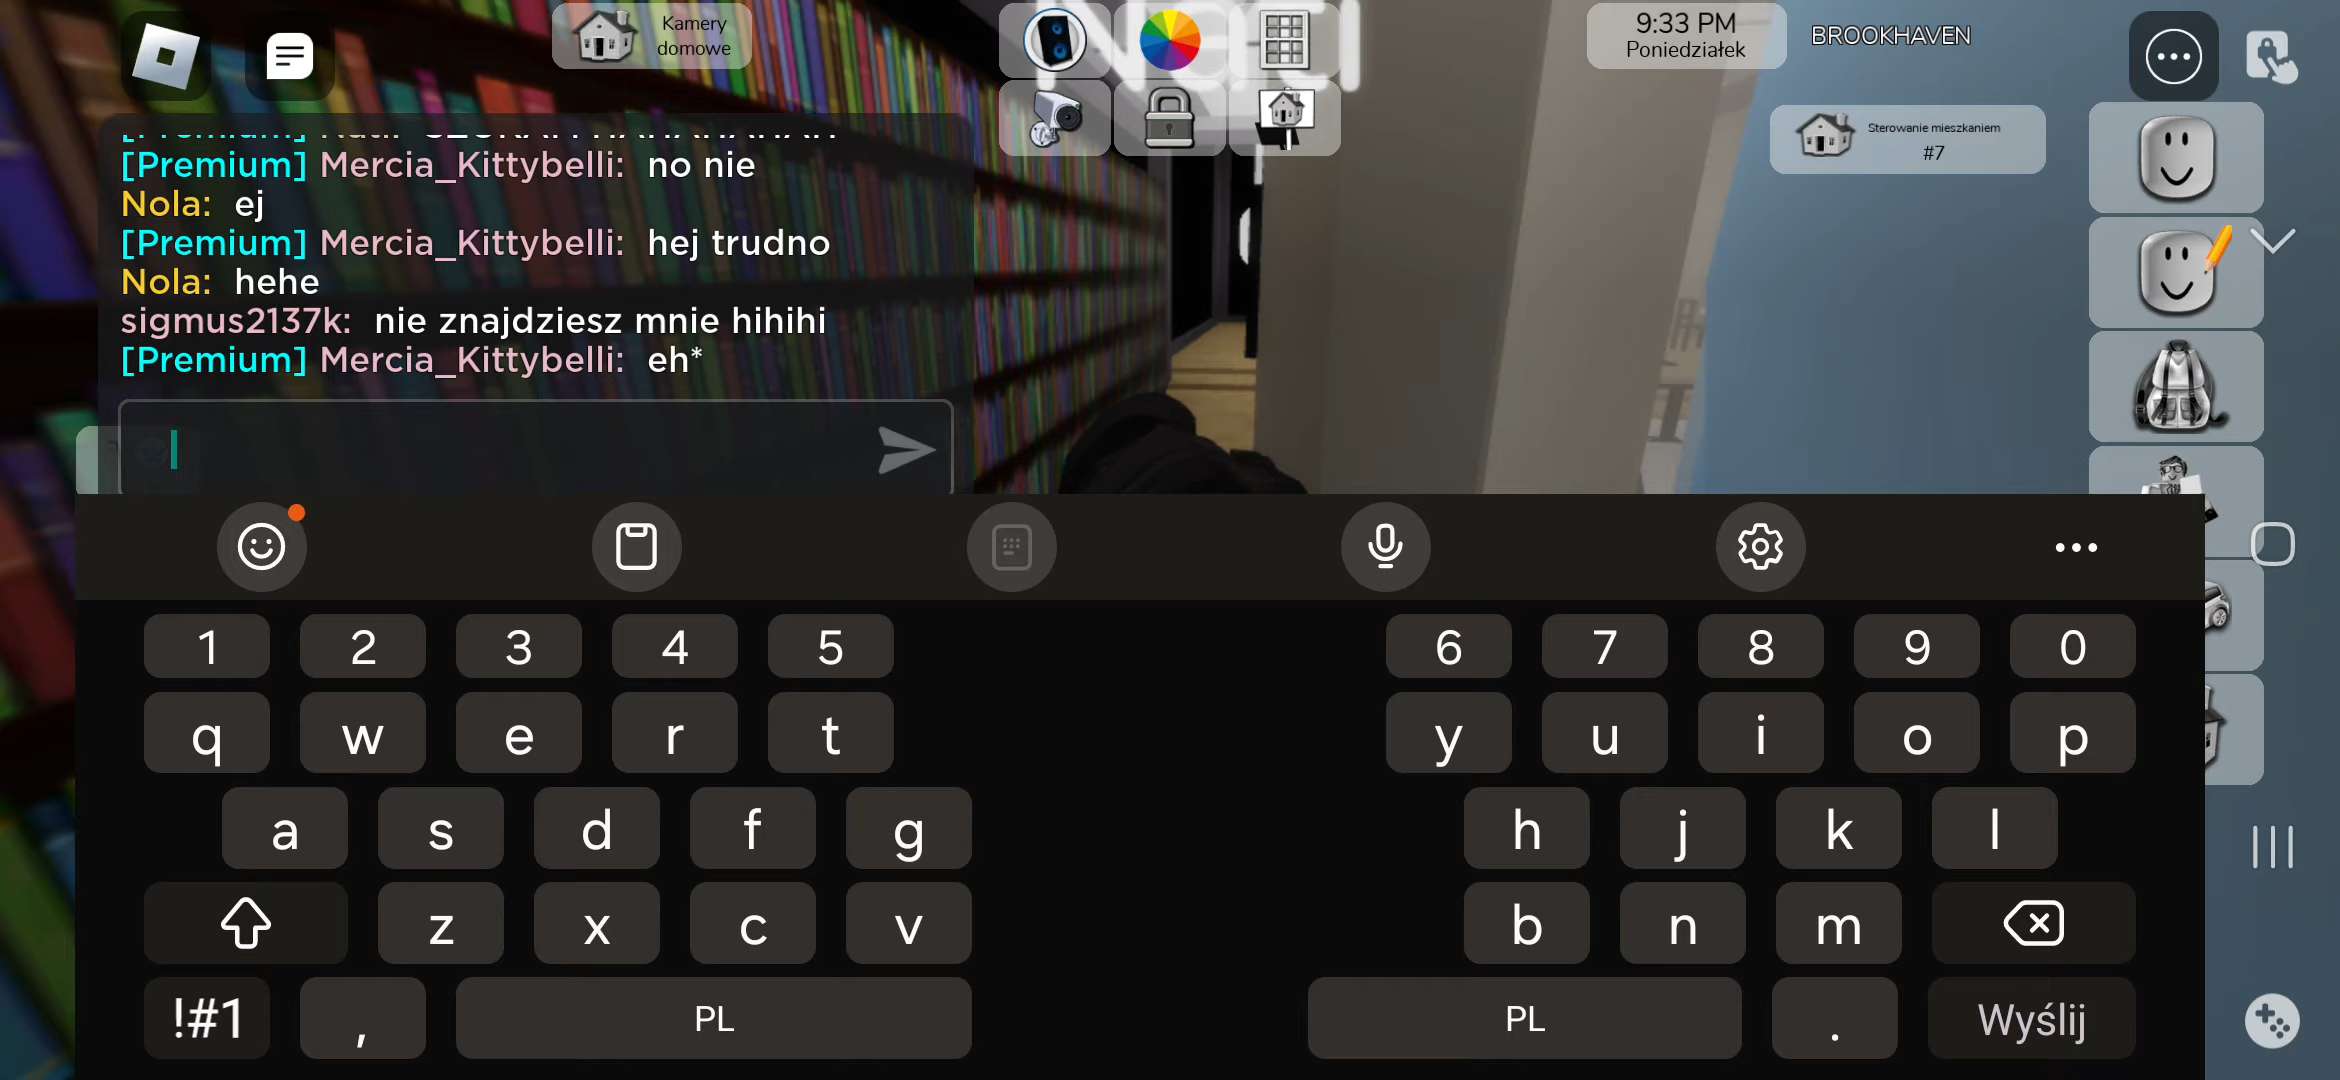 Kamery
domowe
9:33 PM
Poniedziałek
BROOKHAVEN
Sterowanie mieszkaniem
#7
[Premium] Mercia_Kittybelli: no nie
Nola: ej
[Premium] Mercia_Kittybelli: hej trudno
Nola: hehe
sigmus2137k: nie znajdziesz mnie hihihi
[Premium] Mercia_Kittybelli: eh*
1 2 3 4 5 6 7 8 9 0
q w e r t y u i o p
a s d f g h j k l
z x c v b n m
!#1 , PL PL . Wyślij